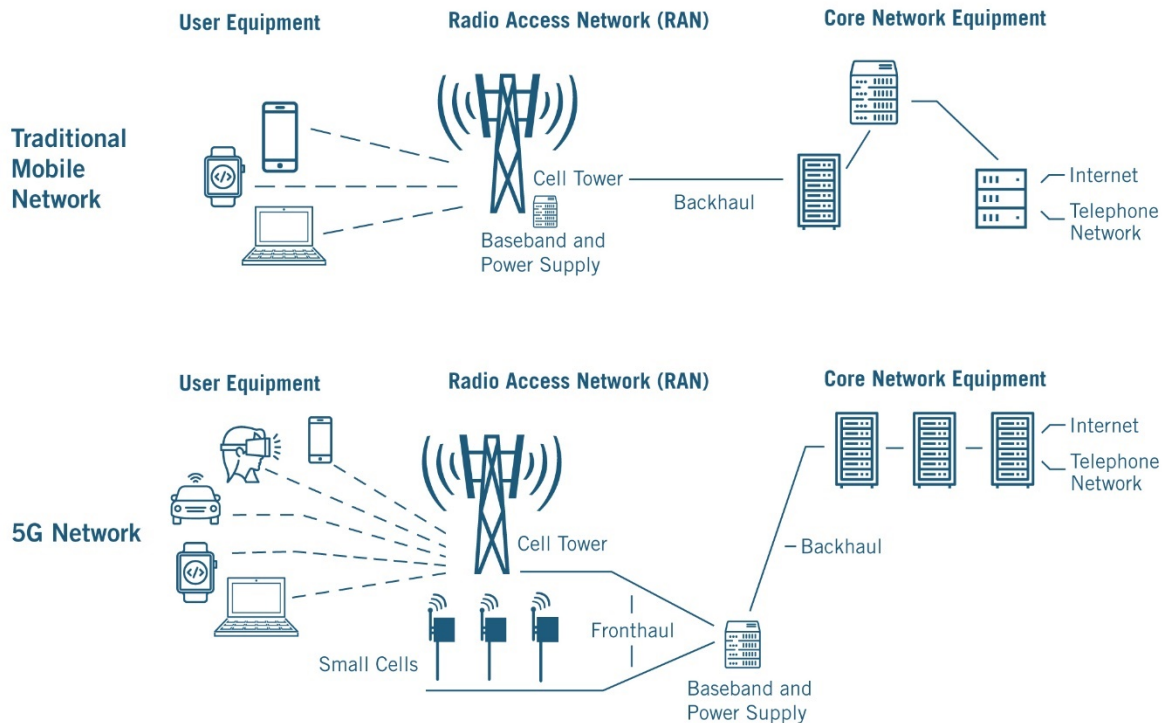 User Equipment
Radio Access Network (RAN)
Core Network Equipment
Traditional
Mobile
Network
</>
Cell Tower
Backhaul
Baseband and
Power Supply
Internet
Telephone
Network
User Equipment
Radio Access Network (RAN)
Core Network Equipment
5G Network
</>
Cell Tower
Small Cells
Fronthaul
Baseband and
Power Supply
Backhaul
Internet
Telephone
Network